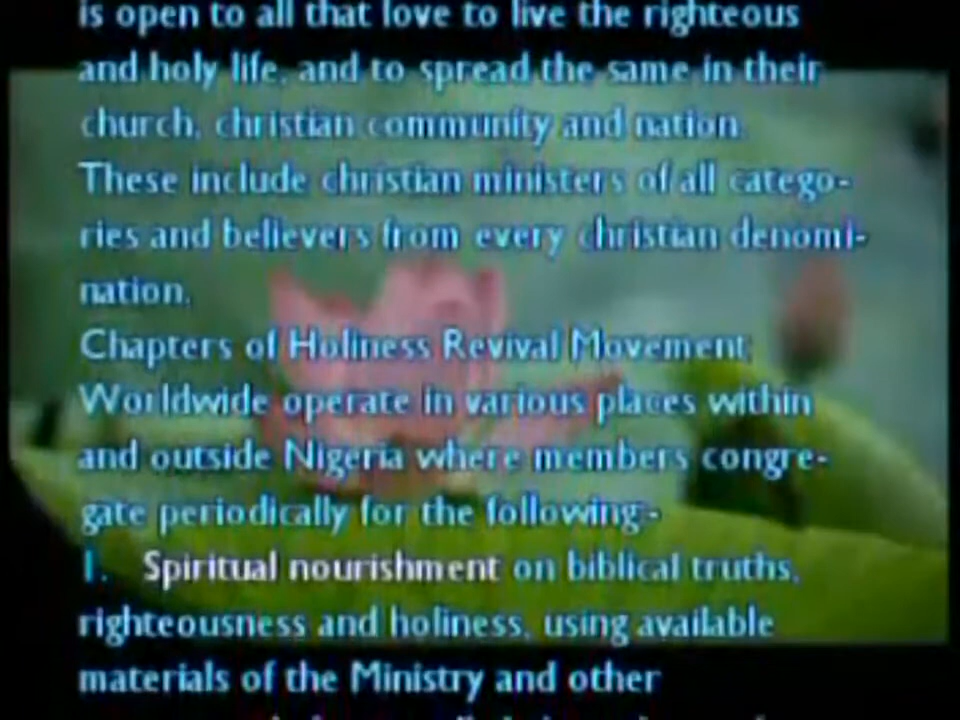 is open to all that love to live the righteous
and holy life, and to spread the same in their
church, christian community and nation.
These include christian ministers of all catego-
ries and believers from every christian denomi-
nation.
Chapters of Holiness Revival Movement
Worldwide operate in various places within
and outside Nigeria where members congre-
gate periodically for the following:-
1. Spiritual nourishment on biblical truths,
righteousness and holiness, using available
materials of the Ministry and other